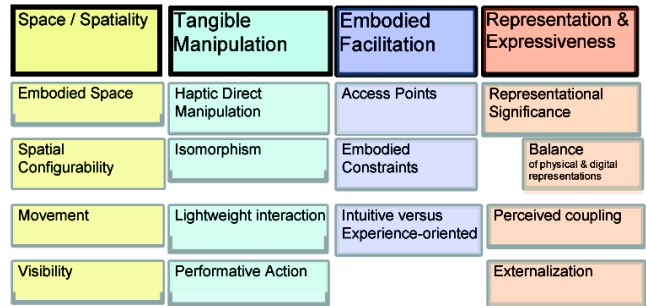 Space / Spatiality
Tangible
Manipulation
Embodied
Facilitation
Representation &
Expressiveness
Embodied Space
Haptic Direct
Manipulation
Access Points
Representational
Significance
Spatial
Configurability
Isomorphism
Embodied
Constraints
Balance
of physical & digital
representations
Movement
Lightweight interaction
Intuitive versus
Experience-oriented
Perceived coupling
Visibility
Performative Action
Externalization